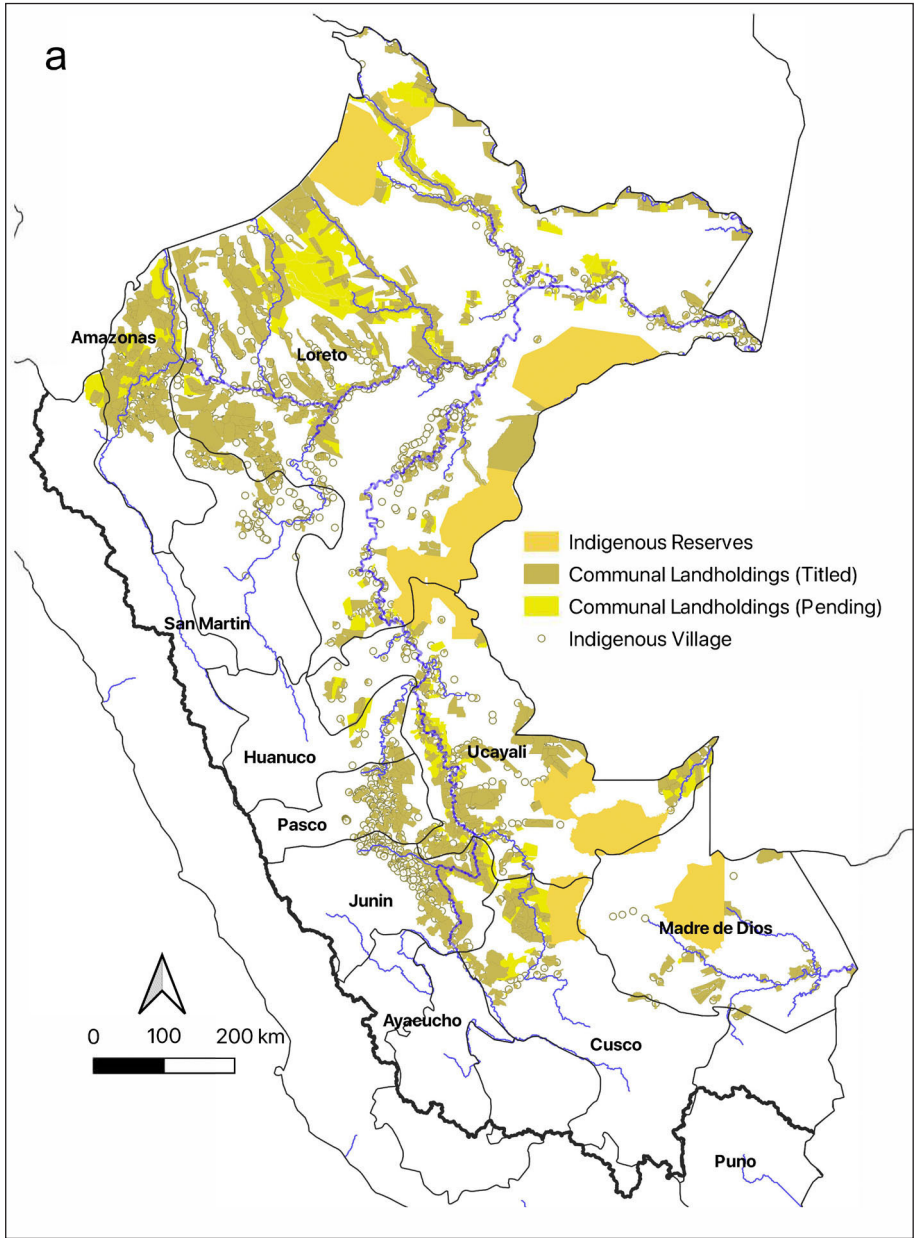 a
Amazonas
Loreto
Indigenous Reserves
Communal Landholdings (Titled)
Communal Landholdings (Pending)
Indigenous Village
San Martin
Huanuco
Ucayali
Pasco
Junin
Madre de Dios
Ayacucho
0 100 200 km
Cusco
Puno